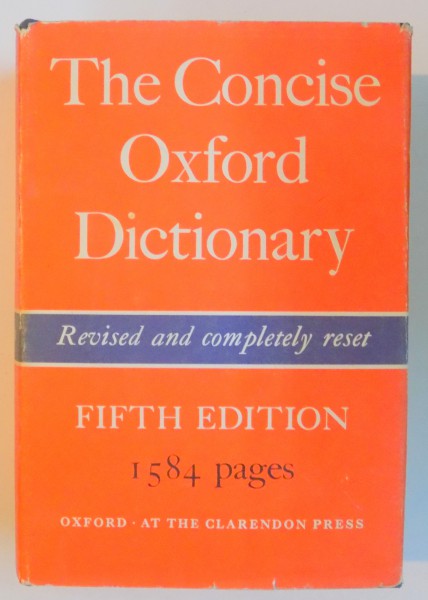 The Concise
Oxford
Dictionary
Revised and completely reset
FIFTH EDITION
1584 pages
OXFORD · AT THE CLARENDON PRESS